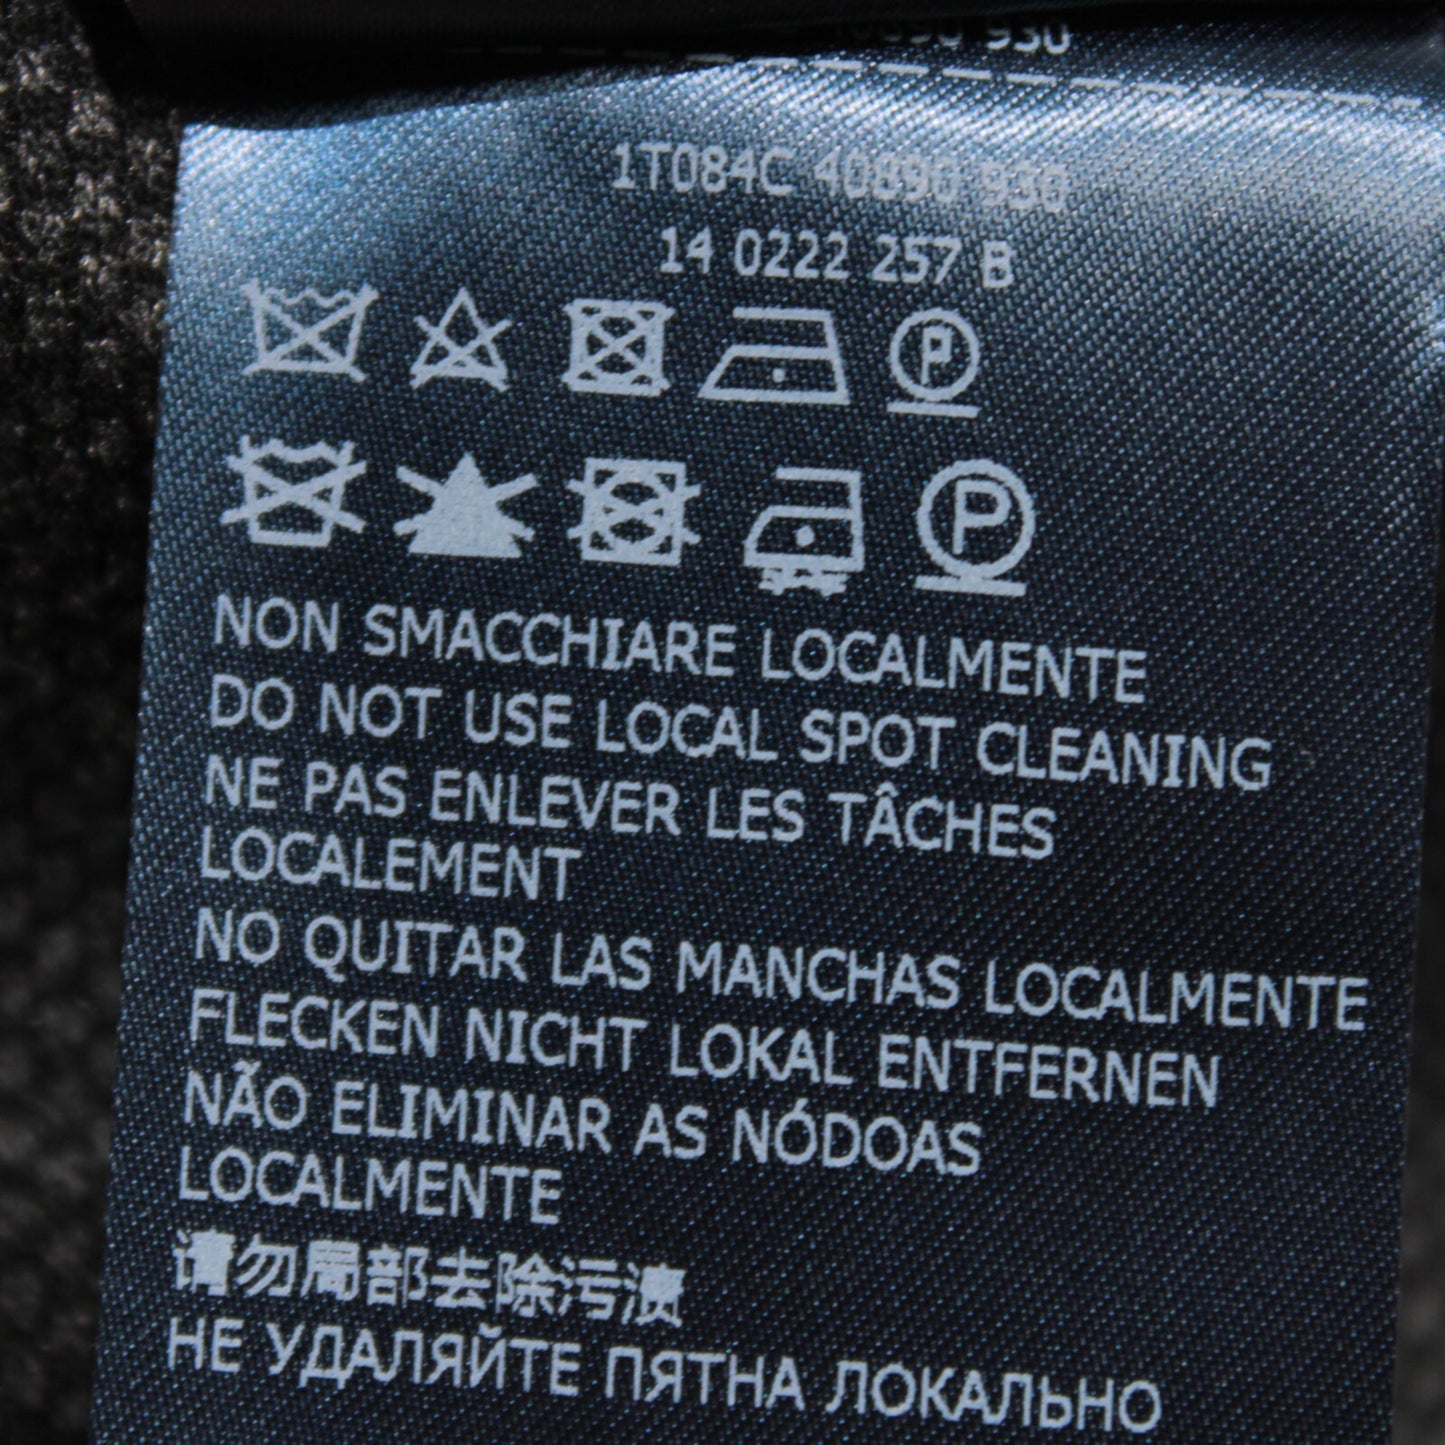 930
1T084C 40890 930
14 0222 257 B
P
P
NON SMACCHIARE LOCALMENTE
DO NOT USE LOCAL SPOT CLEANING
NE PAS ENLEVER LES TÂCHES
LOCALEMENT
NO QUITAR LAS MANCHAS LOCALMENTE
FLECKEN NICHT LOKAL ENTFERNEN
NÃO ELIMINAR AS NÓDOAS
LOCALMENTE
请勿局部去除污渍
НЕ УДАЛЯЙТЕ ПЯТНА ЛОКАЛЬНО